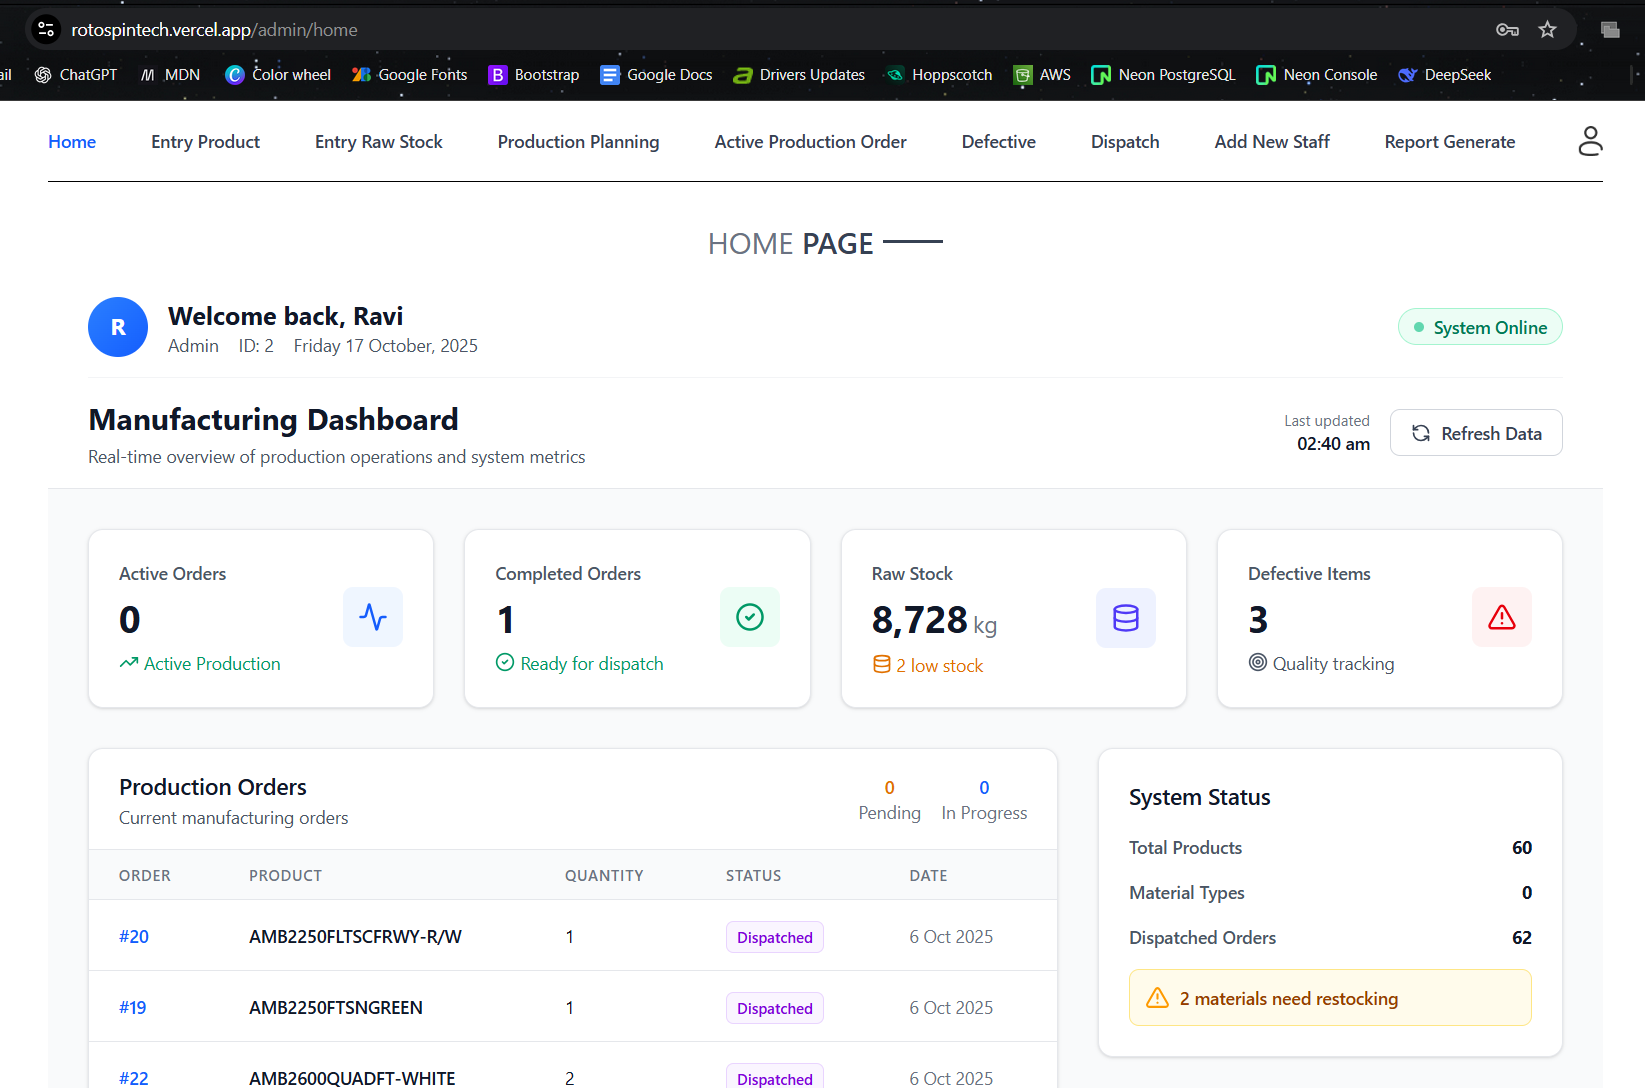 rotospintech.vercel.app/admin/home
ail ChatGPT MDN Color wheel Google Fonts Bootstrap Google Docs Drivers Updates Hoppscotch AWS Neon PostgreSQL Neon Console DeepSeek
Home Entry Product Entry Raw Stock Production Planning Active Production Order Defective Dispatch Add New Staff Report Generate
HOME PAGE
R
Welcome back, Ravi
Admin ID: 2 Friday 17 October, 2025
System Online
Manufacturing Dashboard
Real-time overview of production operations and system metrics
Last updated
02:40 am
Refresh Data
Active Orders
0
Active Production
Completed Orders
1
Ready for dispatch
Raw Stock
8,728 kg
2 low stock
Defective Items
3
Quality tracking
Production Orders
Current manufacturing orders
0 Pending
0 In Progress
ORDER PRODUCT QUANTITY STATUS DATE
#20 AMB2250FLTSCFRWY-R/W 1 Dispatched 6 Oct 2025
#19 AMB2250FTSNGREEN 1 Dispatched 6 Oct 2025
#22 AMB2600QUADFT-WHITE 2 Dispatched 6 Oct 2025
System Status
Total Products 60
Material Types 0
Dispatched Orders 62
2 materials need restocking